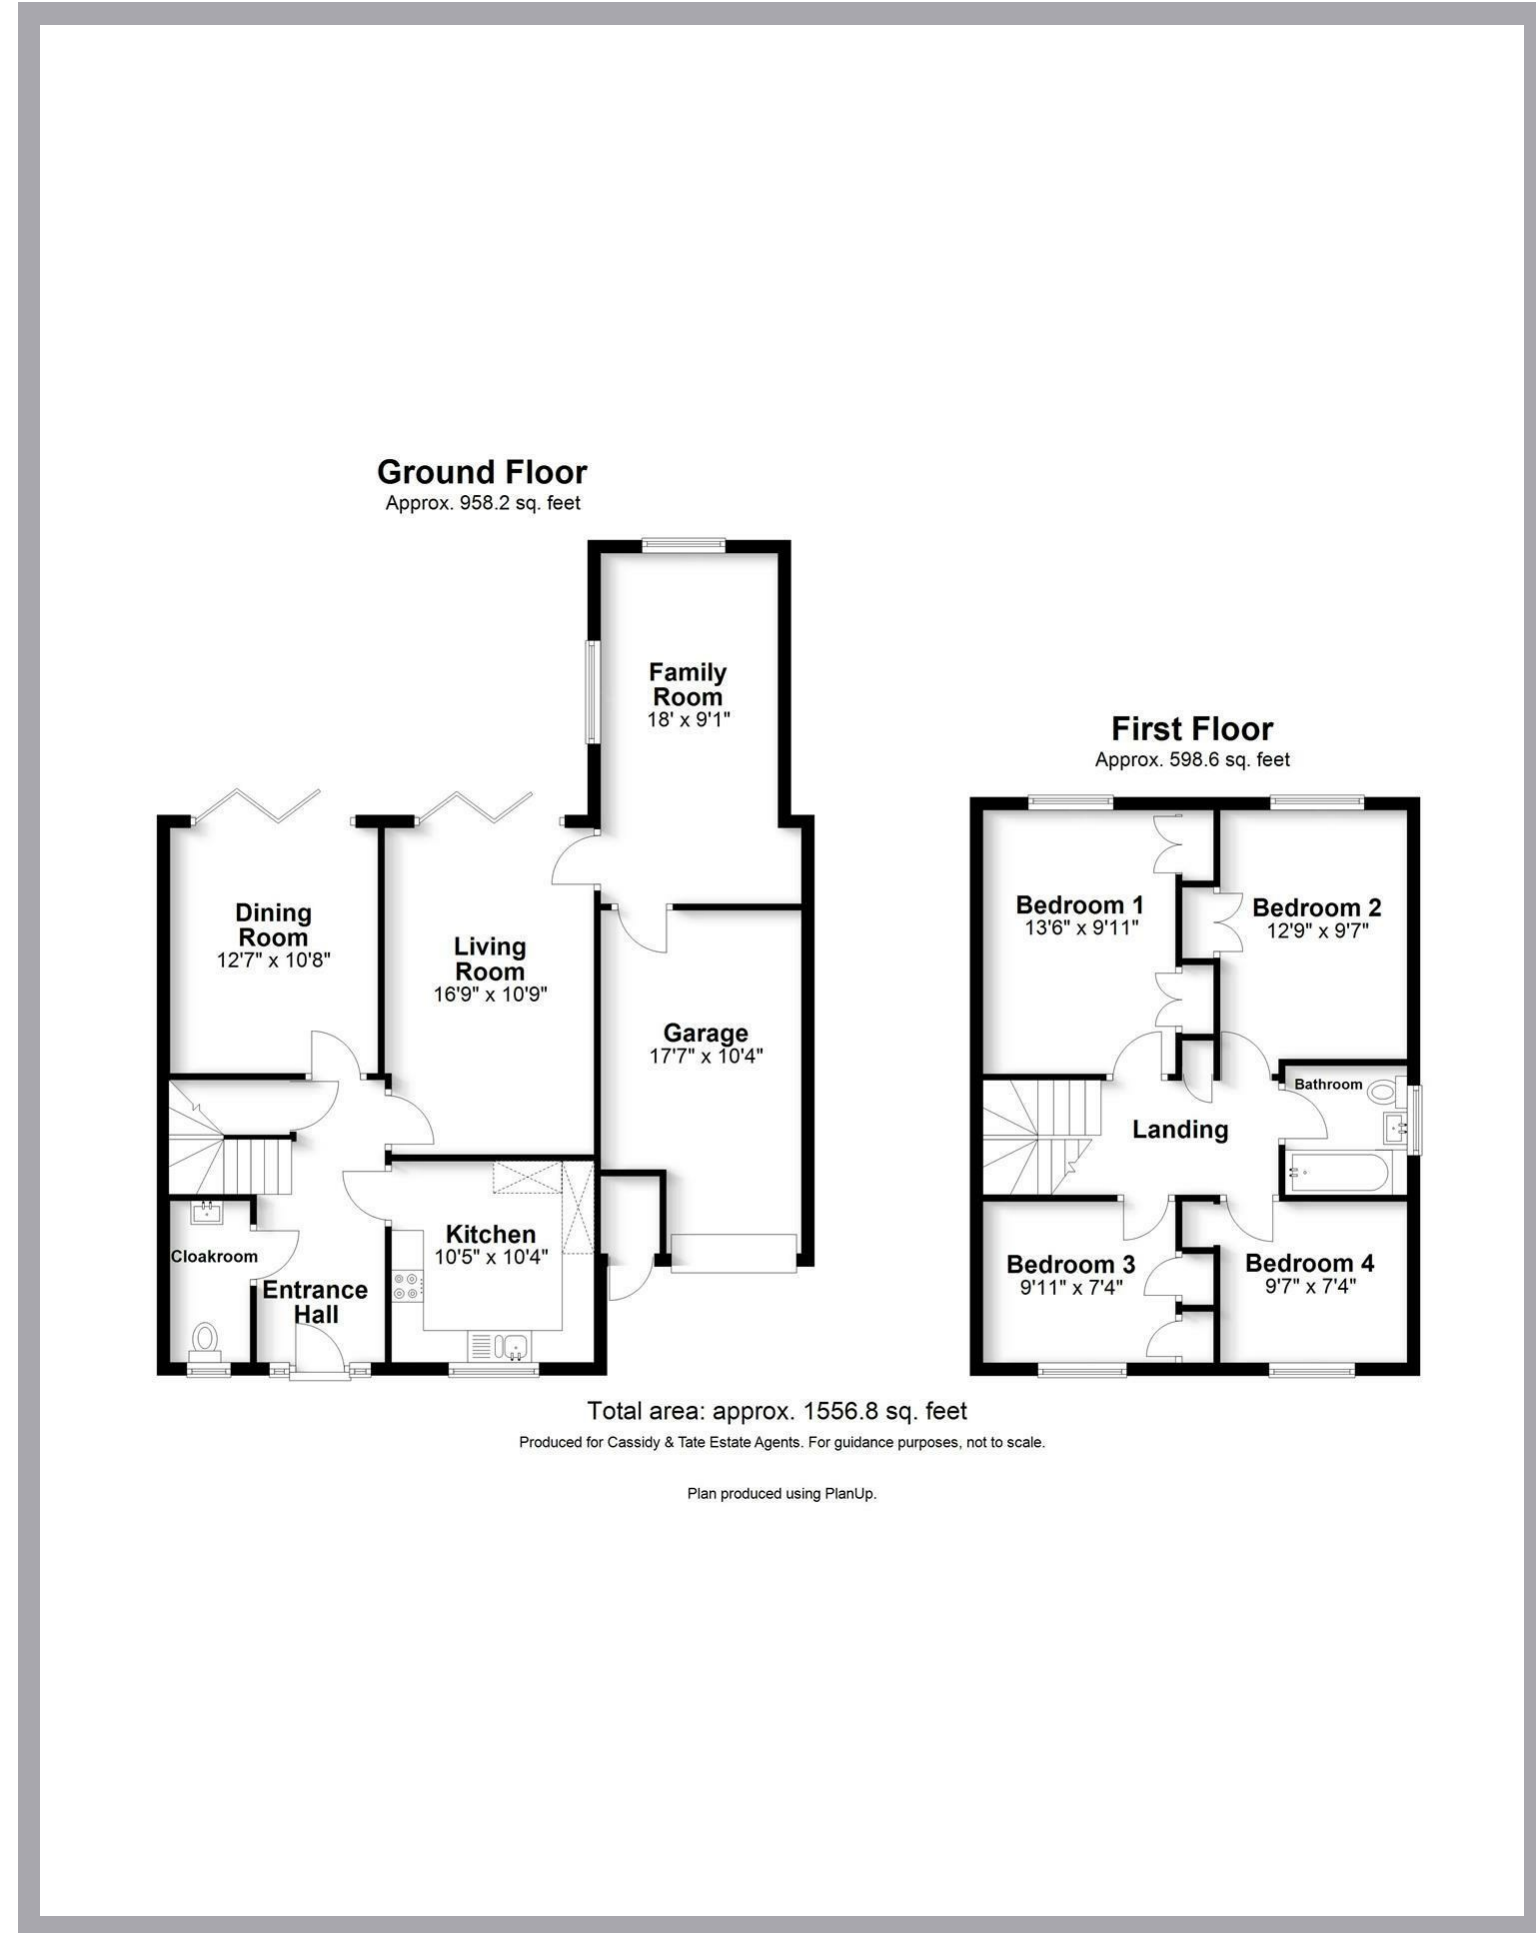 Ground Floor
Approx. 958.2 sq. feet
Family
Room
18' x 9'1"
Dining
Room
12'7" x 10'8"
Living
Room
16'9" x 10'9"
Garage
17'7" x 10'4"
Kitchen
10'5" x 10'4"
Cloakroom
Entrance
Hall
First Floor
Approx. 598.6 sq. feet
Bedroom 1
13'6" x 9'11"
Bedroom 2
12'9" x 9'7"
Bathroom
Landing
Bedroom 3
9'11" x 7'4"
Bedroom 4
9'7" x 7'4"
Total area: approx. 1556.8 sq. feet
Produced for Cassidy & Tate Estate Agents. For guidance purposes, not to scale.
Plan produced using PlanUp.